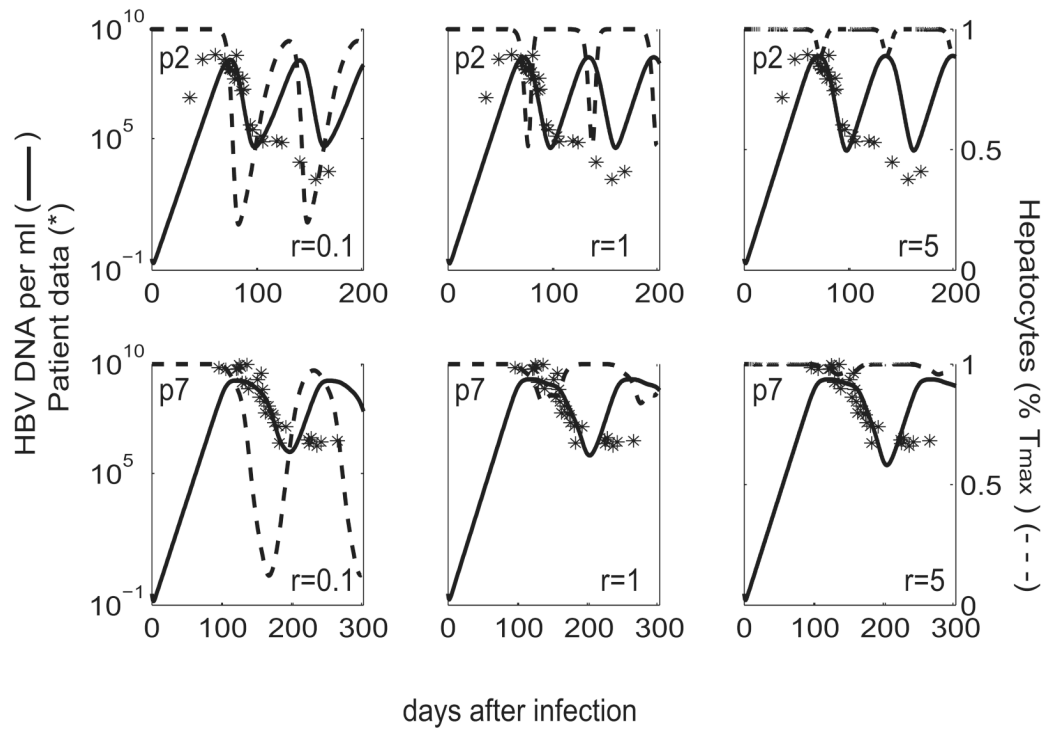 HBV DNA per ml (—)
Patient data (*)
10^10
10^5
10^-1
p2
r=0.1
0 100 200
p2
r=1
0 100 200
p2
r=5
0 100 200
1
0.5
0
10^10
10^5
10^-1
p7
r=0.1
0 100 200 300
p7
r=1
0 100 200 300
p7
r=5
0 100 200 300
1
0.5
0
Hepatocytes (% Tmax) (- - -)
days after infection